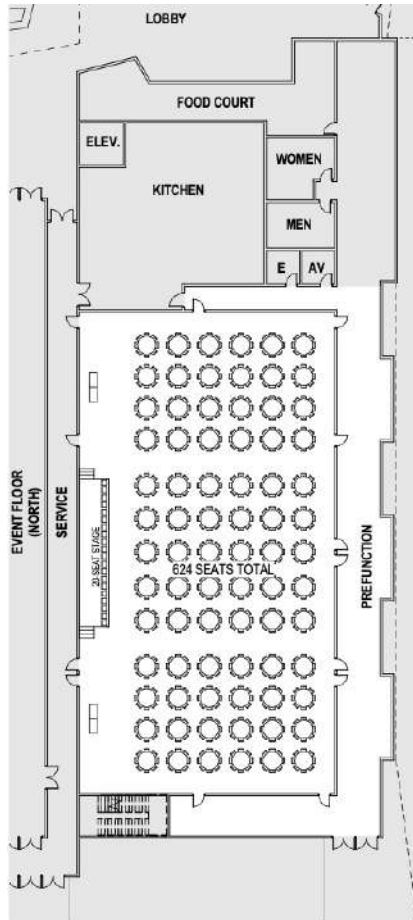 LOBBY
FOOD COURT
ELEV.
WOMEN
KITCHEN
MEN
E
AV
EVENT FLOOR
(NORTH)
SERVICE
20-SEAT STAGE
624 SEATS TOTAL
PREFUNCTION